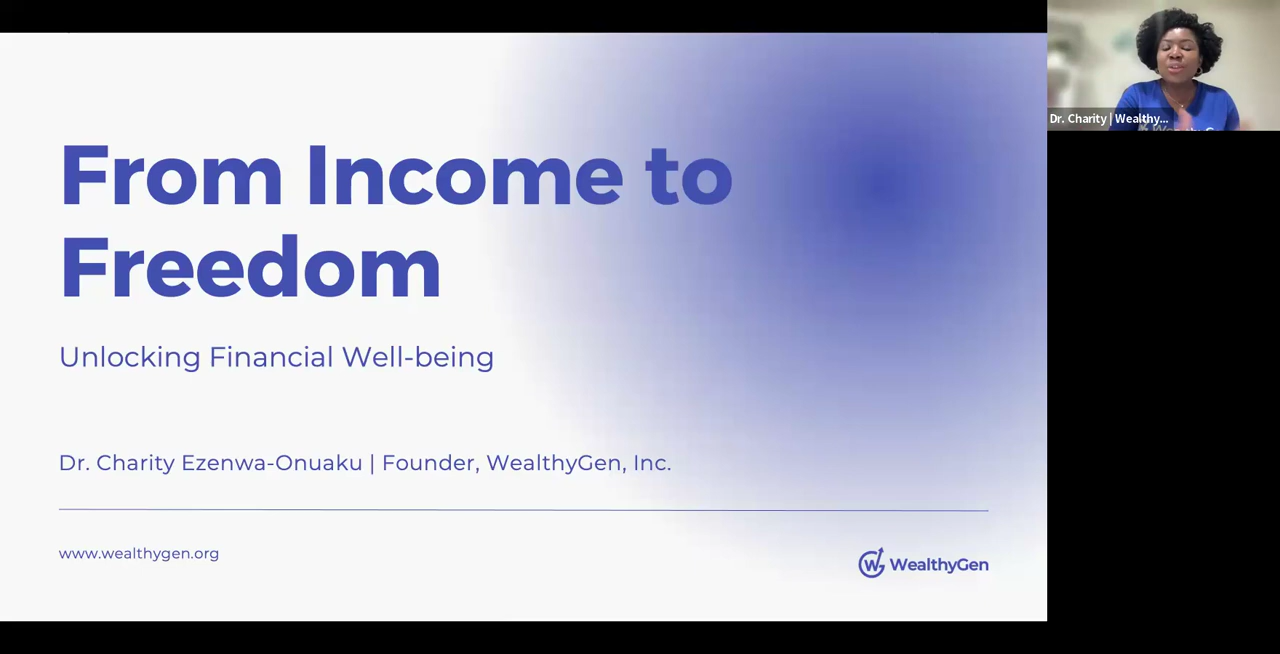 From Income to
Freedom
Unlocking Financial Well-being
Dr. Charity Ezenwa-Onuaku | Founder, WealthyGen, Inc.
www.wealthygen.org
WealthyGen
Dr. Charity | Wealthy...